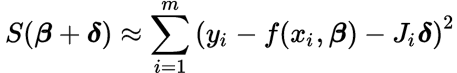 S(β + δ) ≈ ∑_{i=1}^{m} (y_i − f(x_i, β) − J_i δ)^2